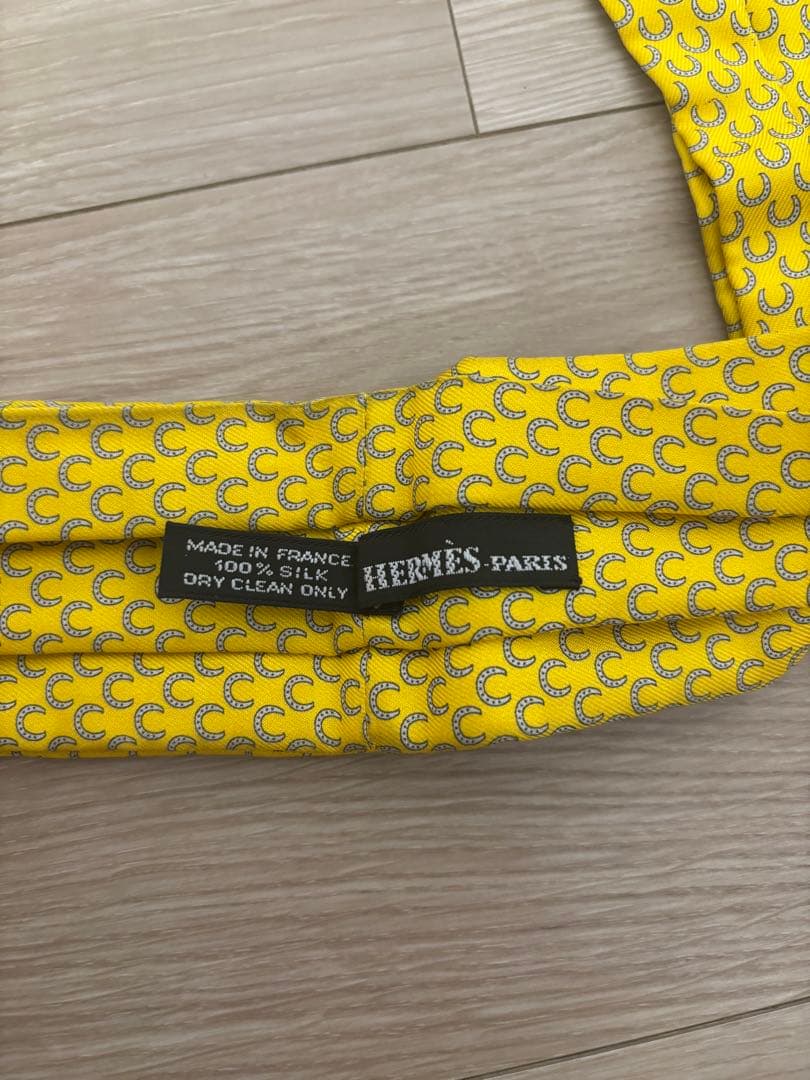 MADE IN FRANCE
100% SILK
DRY CLEAN ONLY
HERMÈS-PARIS